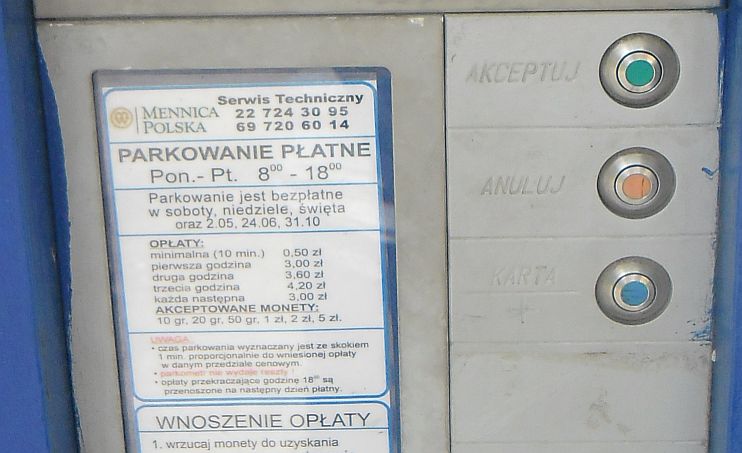 Serwis Techniczny
MENNICA 22 724 30 95
POLSKA 69 720 60 14
PARKOWANIE PŁATNE
Pon.- Pt. 8⁰⁰ - 18⁰⁰
Parkowanie jest bezpłatne
w soboty, niedziele, święta
oraz 2.05, 24.06, 31.10
OPŁATY:
minimalna (10 min.) 0,50 zł
pierwsza godzina 3,00 zł
druga godzina 3,60 zł
trzecia godzina 4,20 zł
każda następna 3,00 zł
AKCEPTOWANE MONETY:
10 gr, 20 gr, 50 gr, 1 zł, 2 zł, 5 zł.
UWAGA
• czas parkowania wyznaczany jest ze skokiem
1 min. proporcjonalnie do wniesionej opłaty
w danym przedziale cenowym.
• parkometr nie wydaje reszty !
• opłaty przekraczające godzinę 18⁰⁰ są
przenoszone na następny dzień płatny.
WNOSZENIE OPŁATY
1. wrzucaj monety do uzyskania
AKCEPTUJ
ANULUJ
KARTA